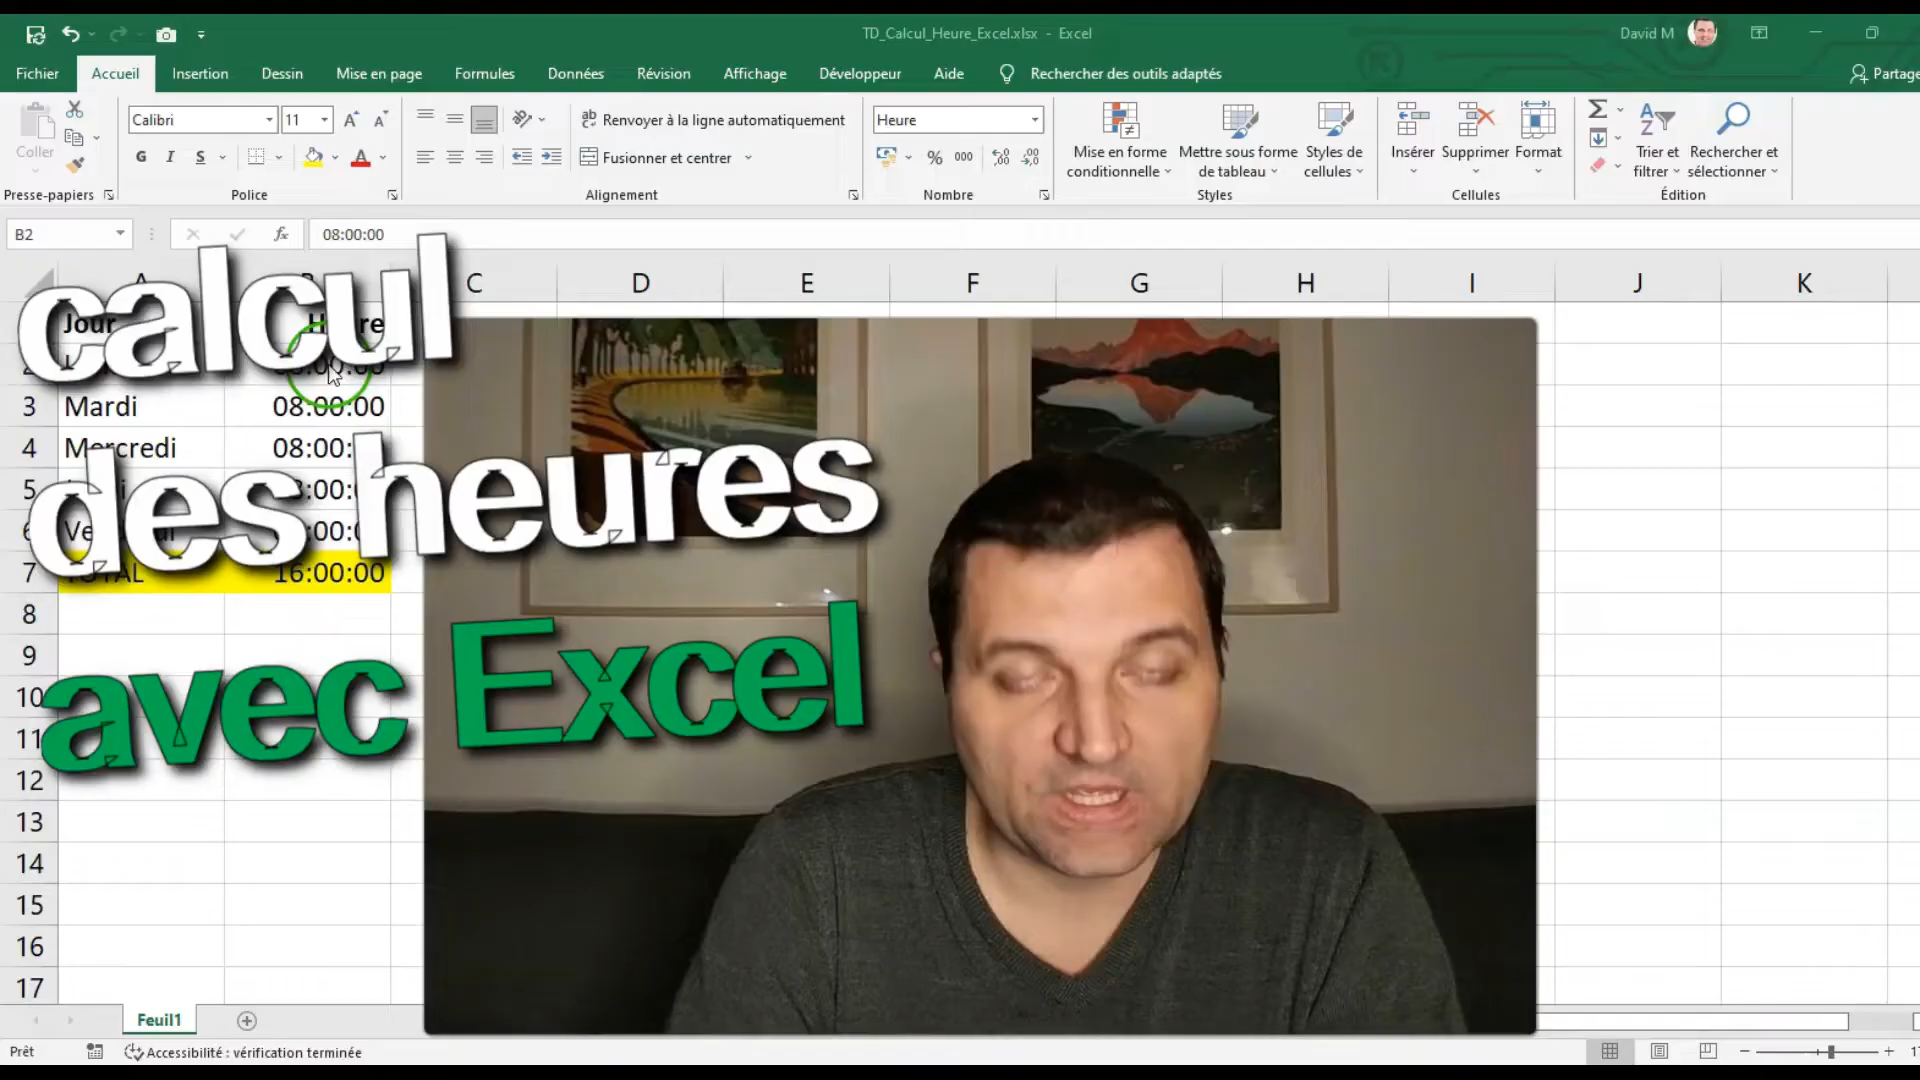 TD_Calcul_Heure_Excel.xlsx - Excel
David M
Fichier Accueil Insertion Dessin Mise en page Formules Données Révision Affichage Développeur Aide Rechercher des outils adaptés Partage
Coller
Calibri 11
G I S
Renvoyer à la ligne automatiquement
Fusionner et centrer
Heure
% 000
Mise en forme conditionnelle
Mettre sous forme de tableau
Styles de cellules
Insérer Supprimer Format
Trier et filtrer
Rechercher et sélectionner
Presse-papiers Police Alignement Nombre Styles Cellules Édition
B2 fx 08:00:00
C D E F G H I J K
calcul
Jour
3 Mardi 08:00:00
4 Mercredi 08:00:
des heures
5
6
7 TOTAL 16:00:00
8
9
avec Excel
10
11
12
13
14
15
16
17
Feuil1
Prêt Accessibilité : vérification terminée